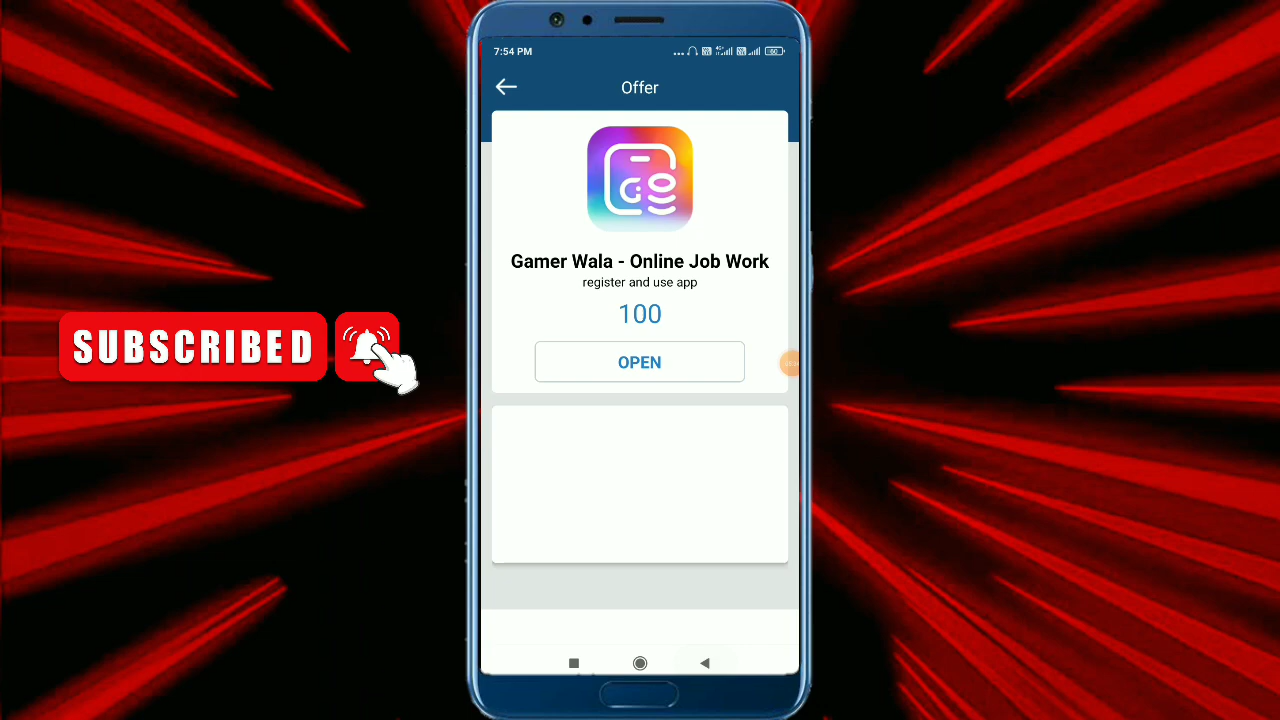 7:54 PM
Offer
Gamer Wala - Online Job Work
register and use app
100
OPEN
SUBSCRIBED